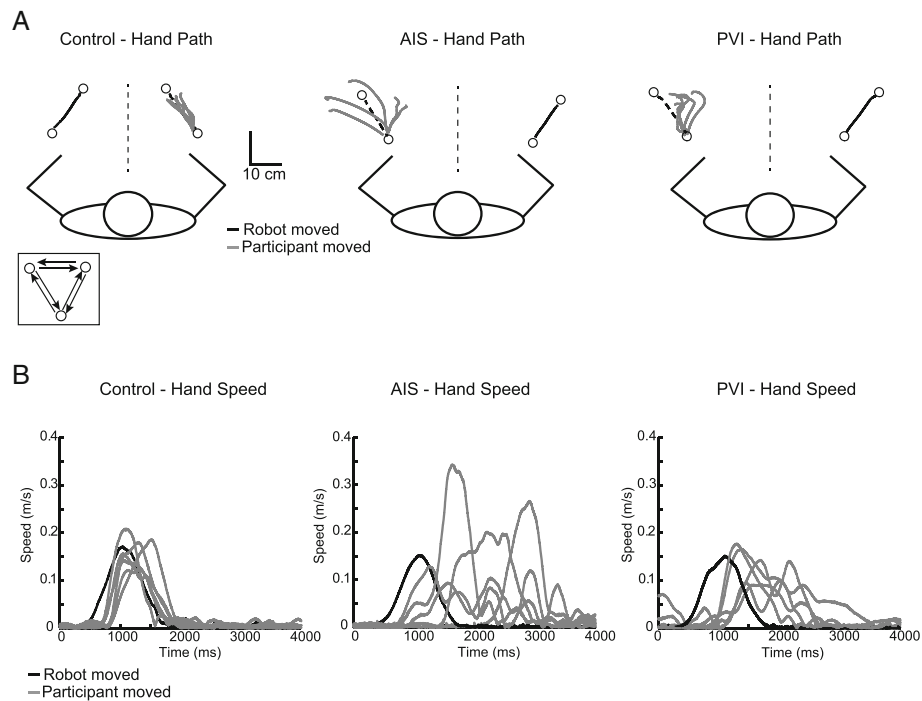 A
Control - Hand Path
AIS - Hand Path
PVI - Hand Path
10 cm
Robot moved
Participant moved
B
Control - Hand Speed
AIS - Hand Speed
PVI - Hand Speed
0.4
0.3
0.2
0.1
0
Speed (m/s)
0 1000 2000 3000 4000
Time (ms)
0.4
0.3
0.2
0.1
0
Speed (m/s)
0 1000 2000 3000 4000
Time (ms)
0.4
0.3
0.2
0.1
0
Speed (m/s)
0 1000 2000 3000 4000
Time (ms)
Robot moved
Participant moved